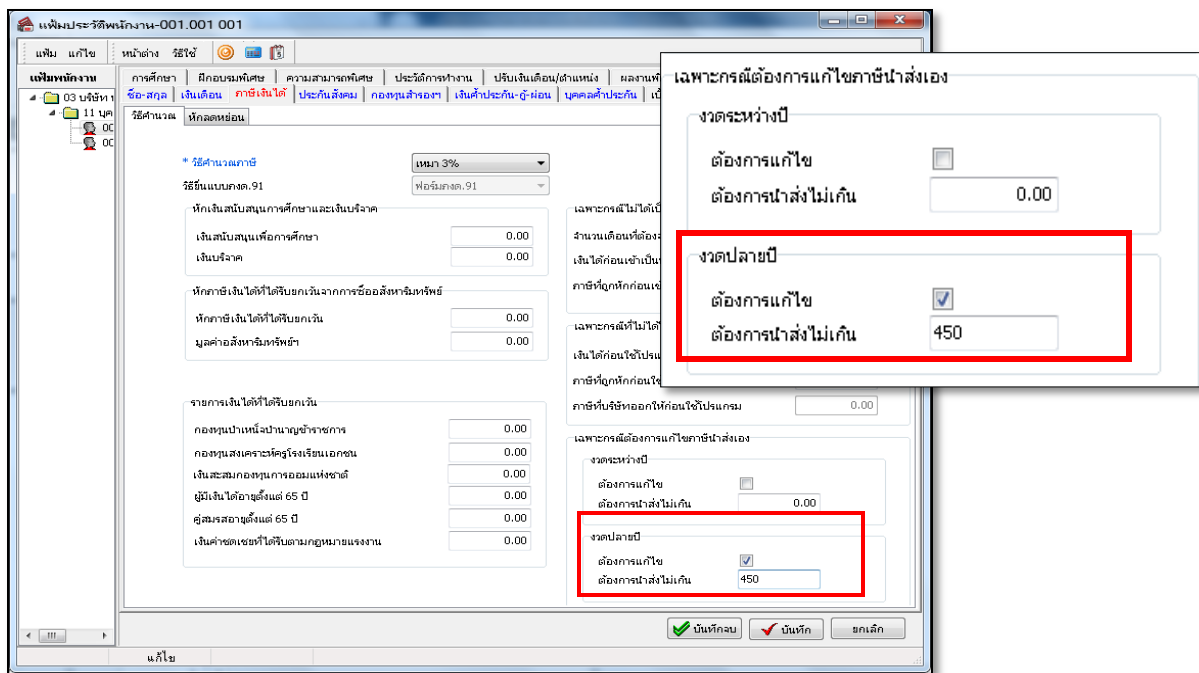 แฟ้มประวัติพนักงาน-001.001 001
แฟ้ม แก้ไข หน้าต่าง วิธีใช้
แฟ้มพนักงาน
03 บริษัท
11
การศึกษา ฝึกอบรมพิเศษ ความสามารถพิเศษ ประวัติการทำงาน ปรับเงินเดือน/ตำแหน่ง
ชื่อ-สกุล เงินเดือน ภาษีเงินได้ ประกันสังคม กองทุนสำรองฯ เงินค้ำประกัน-กู้-ผ่อน บุคคลค้ำประกัน
วิธีคำนวณ หักลดหย่อน
* วิธีคำนวณภาษี เหมา 3%
วิธียื่นแบบภงด.91 ฟอร์มภงด.91
หักเงินสนับสนุนการศึกษาและเงินบริจาค
เงินสนับสนุนเพื่อการศึกษา 0.00
เงินบริจาค 0.00
หักภาษีเงินได้ที่ได้รับยกเว้นจากการซื้ออสังหาริมทรัพย์
หักภาษีเงินได้ที่ได้รับยกเว้น 0.00
มูลค่าอสังหาริมทรัพย์ฯ 0.00
รายการเงินได้ที่ได้รับยกเว้น
กองทุนบำเหน็จบำนาญข้าราชการ 0.00
กองทุนสงเคราะห์ครูโรงเรียนเอกชน 0.00
เงินสะสมกองทุนการออมแห่งชาติ 0.00
ผู้มีเงินได้อายุตั้งแต่ 65 ปี 0.00
คู่สมรสอายุตั้งแต่ 65 ปี 0.00
เงินค่าชดเชยที่ได้รับตามกฎหมายแรงงาน 0.00
ภาษีที่บริษัทออกให้ก่อนใช้โปรแกรม 0.00
เฉพาะกรณีต้องการแก้ไขภาษีนำส่งเอง
งวดระหว่างปี
ต้องการแก้ไข
ต้องการนำส่งไม่เกิน 0.00
งวดปลายปี
ต้องการแก้ไข
ต้องการนำส่งไม่เกิน 450
บันทึกจบ บันทึก ยกเลิก
แก้ไข
เฉพาะกรณีต้องการแก้ไขภาษีนำส่งเอง
งวดระหว่างปี
ต้องการแก้ไข
ต้องการนำส่งไม่เกิน 0.00
งวดปลายปี
ต้องการแก้ไข
ต้องการนำส่งไม่เกิน 450